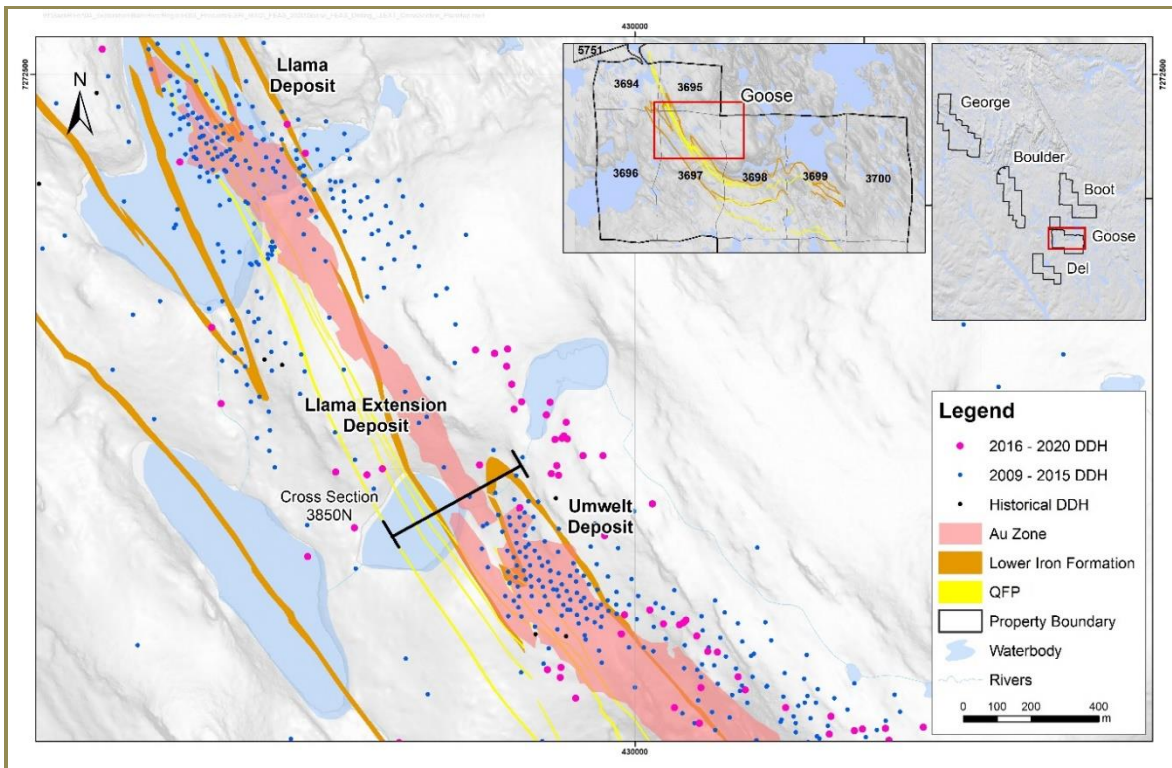 430000
7272500
7272500
N
Llama
Deposit
Llama Extension
Deposit
Cross Section
3850N
Umwelt
Deposit
5751
3694
3695
Goose
3696
3697
3698
3699
3700
George
Boulder
Boot
Goose
Del
Legend
2016 - 2020 DDH
2009 - 2015 DDH
Historical DDH
Au Zone
Lower Iron Formation
QFP
Property Boundary
Waterbody
Rivers
0 100 200 400
m
430000